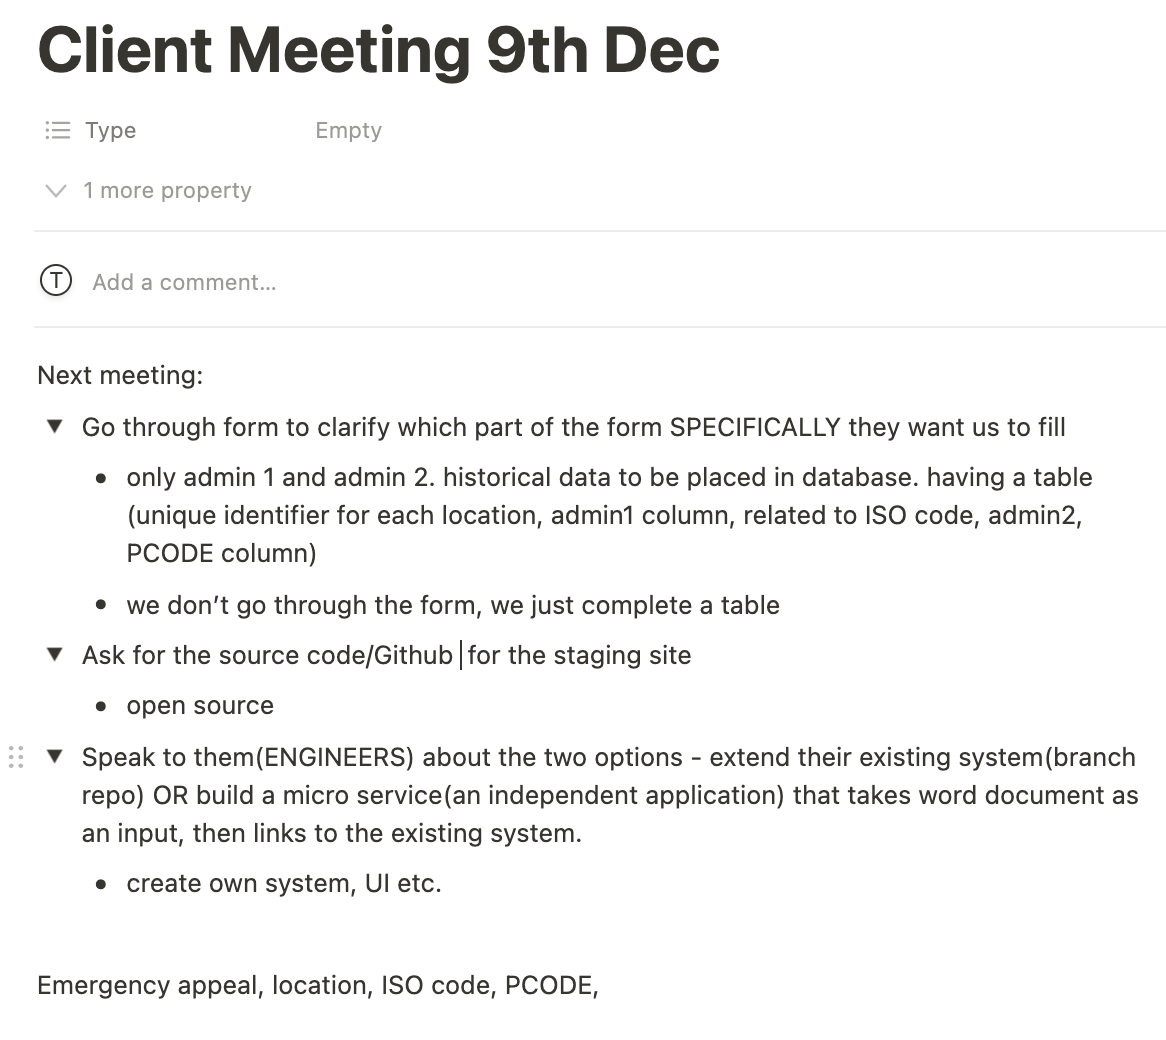 Client Meeting 9th Dec
Type Empty
1 more property
T Add a comment...
Next meeting:
Go through form to clarify which part of the form SPECIFICALLY they want us to fill
only admin 1 and admin 2. historical data to be placed in database. having a table
(unique identifier for each location, admin1 column, related to ISO code, admin2,
PCODE column)
we don’t go through the form, we just complete a table
Ask for the source code/Github for the staging site
open source
Speak to them(ENGINEERS) about the two options - extend their existing system(branch
repo) OR build a micro service(an independent application) that takes word document as
an input, then links to the existing system.
create own system, UI etc.
Emergency appeal, location, ISO code, PCODE,